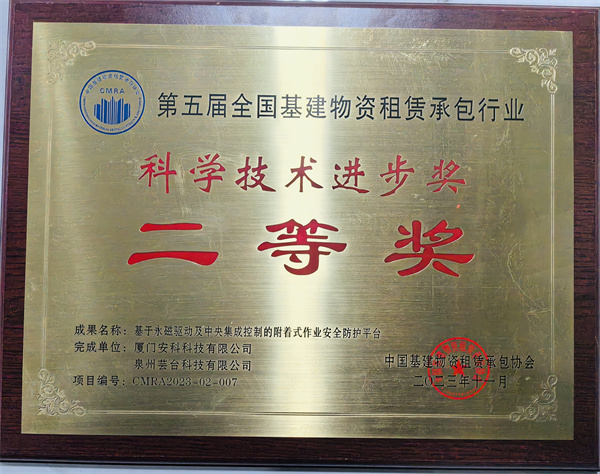 CMRA
第五届全国基建物资租赁承包行业
科学技术进步奖
二等奖
成果名称：基于永磁驱动及中央集成控制的附着式作业安全防护平台
完成单位：厦门安科科技有限公司
泉州芸台科技有限公司
项目编号：CMRA2023-02-007
中国基建物资租赁承包协会
二〇二三年十一月